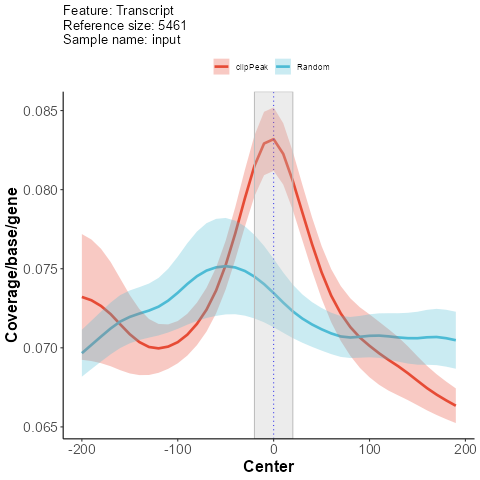 Feature: Transcript
Reference size: 5461
Sample name: input
clipPeak Random
0.085
0.080
0.075
0.070
0.065
Coverage/base/gene
-200 -100 0 100 200
Center